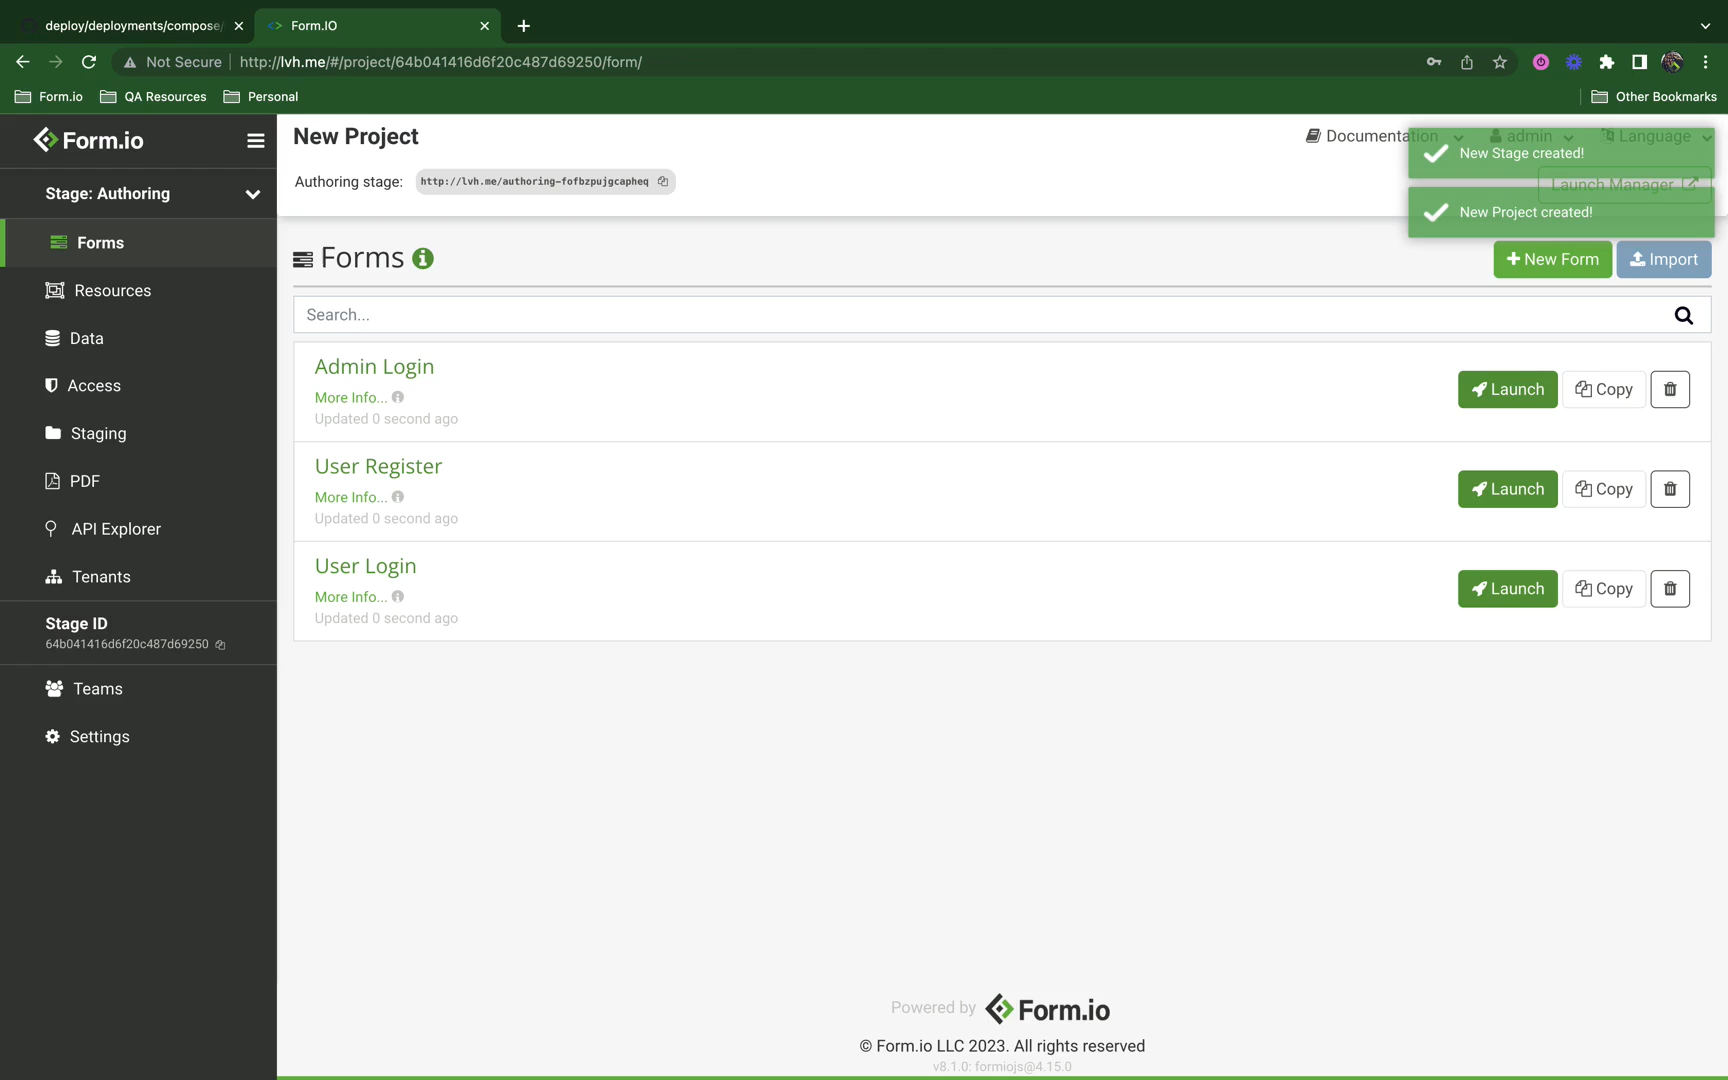 deploy/deployments/compose/
Form.IO
Not Secure
http://lvh.me/#/project/64b041416d6f20c487d69250/form/
Form.io
QA Resources
Personal
Other Bookmarks
Form.io
New Project
Documentation
admin
Language
New Stage created!
Authoring stage:
http://lvh.me/authoring-fofbzpujgcapheq
Launch Manager
New Project created!
Stage: Authoring
Forms
Resources
Data
Access
Staging
PDF
API Explorer
Tenants
Stage ID
64b041416d6f20c487d69250
Teams
Settings
Forms
+ New Form
Import
Search...
Admin Login
More Info...
Updated 0 second ago
Launch
Copy
User Register
More Info...
Updated 0 second ago
Launch
Copy
User Login
More Info...
Updated 0 second ago
Launch
Copy
Powered by Form.io
© Form.io LLC 2023. All rights reserved
v8.1.0: formiojs@4.15.0